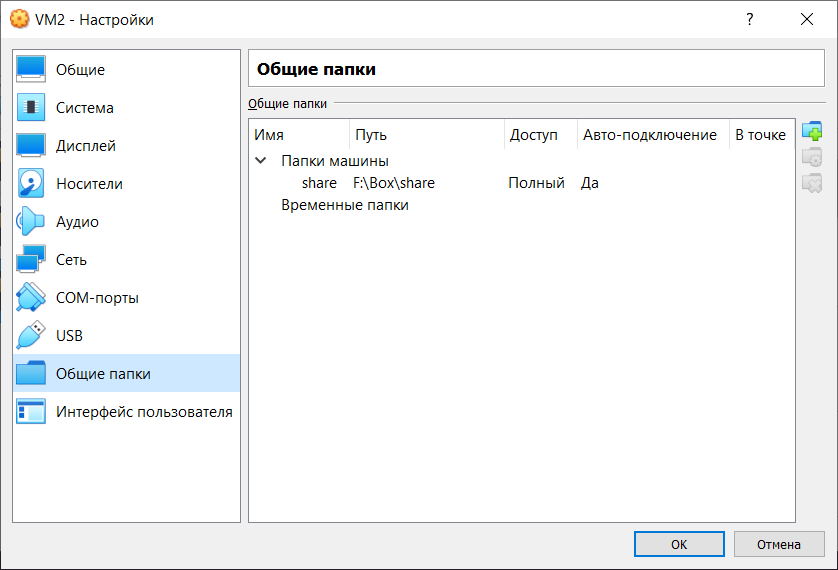 VM2 - Настройки
?
Общие
Система
Дисплей
Носители
Аудио
Сеть
COM-порты
USB
Общие папки
Интерфейс пользователя
Общие папки
Общие папки
Имя Путь Доступ Авто-подключение В точке
Папки машины
share F:\Box\share Полный Да
Временные папки
OK Отмена